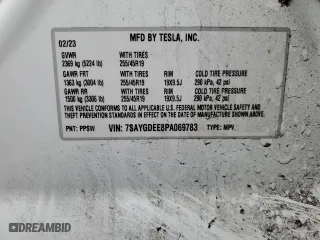 MFD BY TESLA, INC.
02/23
GVWR WITH TIRES
2369 kg (5224 lb) 255/45R19
GAWR FRT WITH TIRES RIM COLD TIRE PRESSURE
1363 kg (3004 lb) 255/45R19 19X9.5J 290 kPa, 42 psi
GAWR RR WITH TIRES RIM COLD TIRE PRESSURE
1500 kg (3306 lb) 255/45R19 19X9.5J 290 kPa, 42 psi
THIS VEHICLE CONFORMS TO ALL APPLICABLE U.S. FEDERAL MOTOR VEHICLE SAFETY AND
THEFT PREVENTION STANDARDS IN EFFECT ON THE DATE OF MANUFACTURE SHOWN ABOVE.
PNT: PPSW VIN: 7SAYGDEE8PA069783 TYPE: MPV